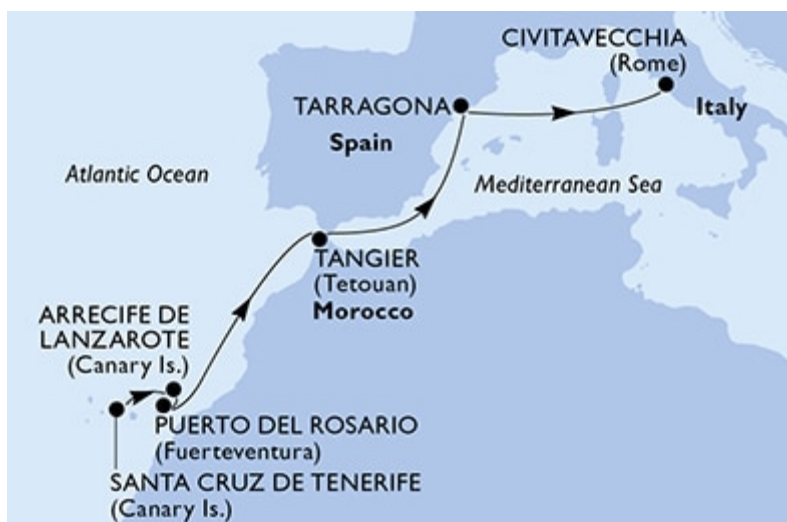 CIVITAVECCHIA
(Rome)
TARRAGONA
Italy
Spain
Atlantic Ocean
Mediterranean Sea
TANGIER
(Tetouan)
Morocco
ARRECIFE DE
LANZAROTE
(Canary Is.)
PUERTO DEL ROSARIO
(Fuerteventura)
SANTA CRUZ DE TENERIFE
(Canary Is.)